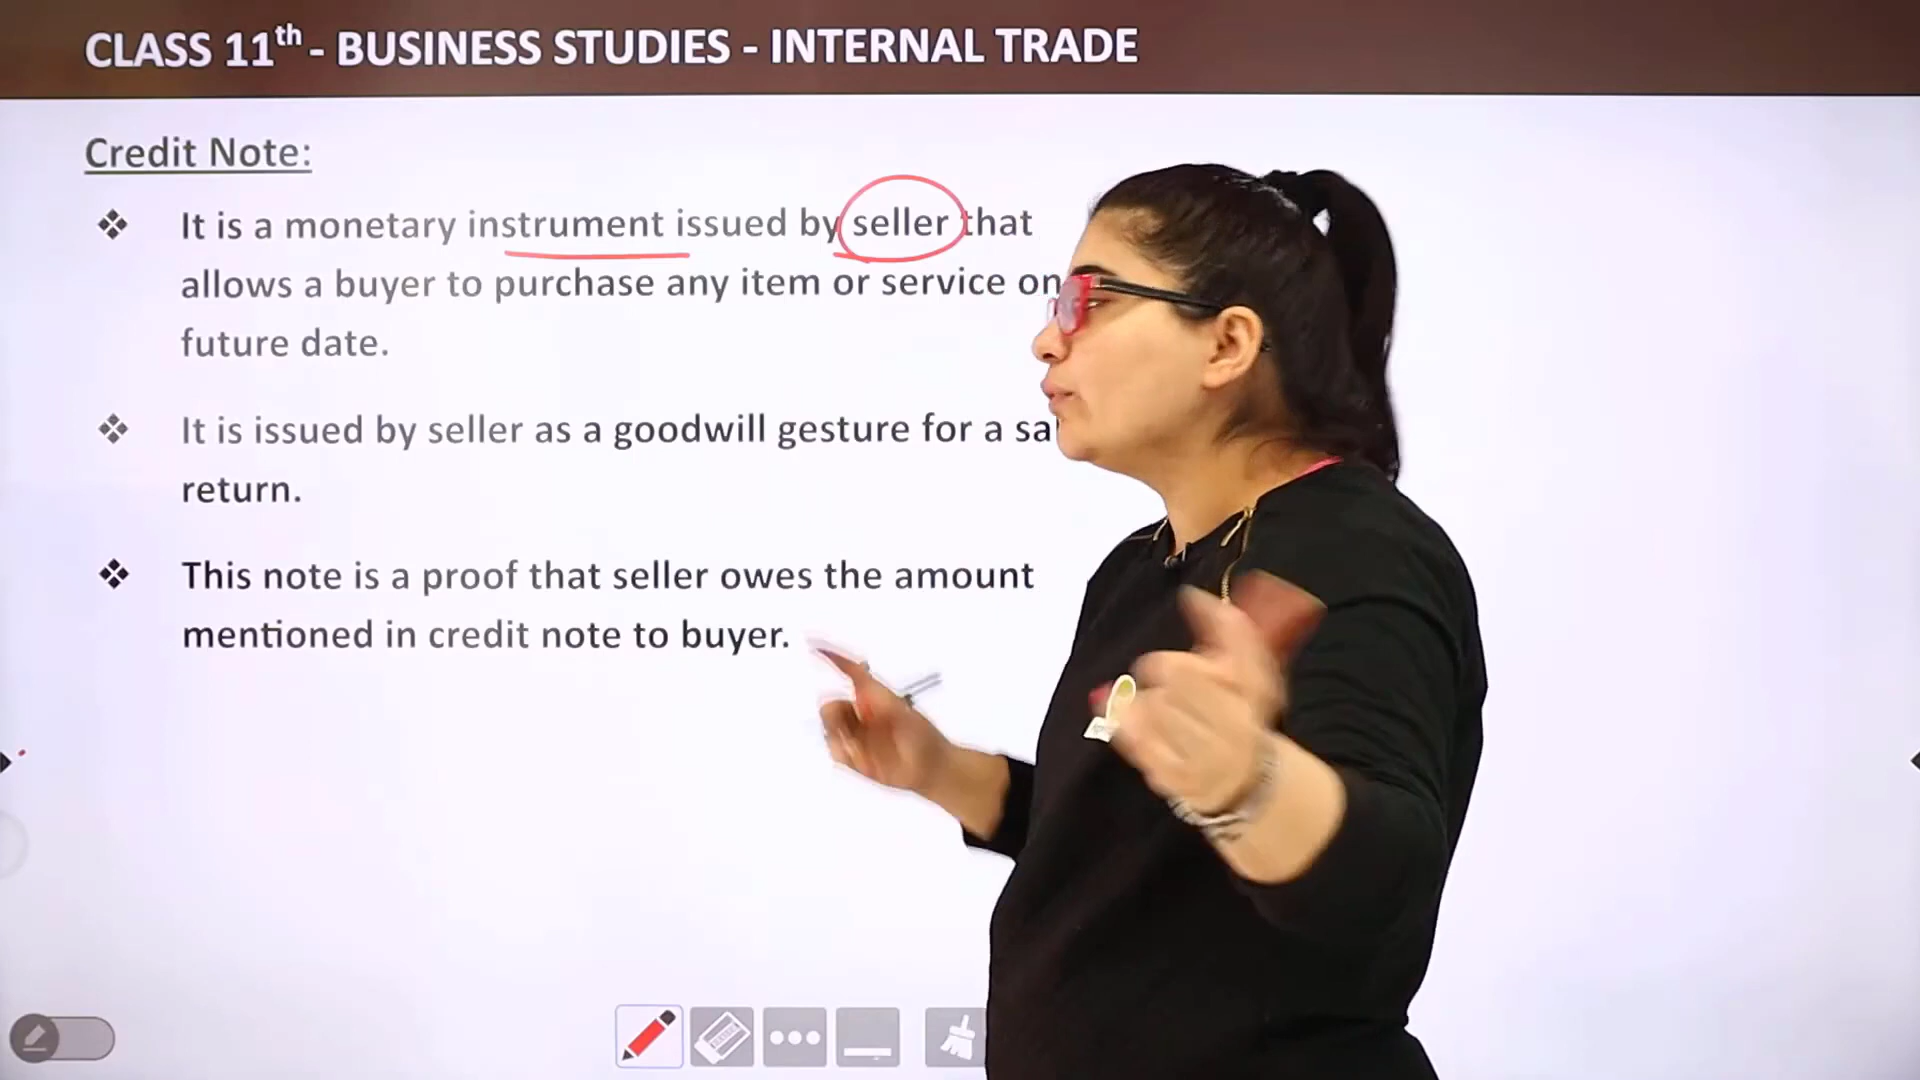 CLASS 11th - BUSINESS STUDIES - INTERNAL TRADE
Credit Note:
It is a monetary instrument issued by seller that
allows a buyer to purchase any item or service on
future date.
It is issued by seller as a goodwill gesture for a
return.
This note is a proof that seller owes the amount
mentioned in credit note to buyer.